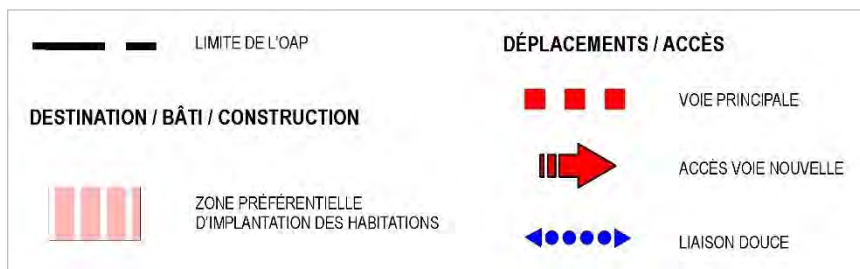 LIMITE DE L'OAP
DESTINATION / BÂTI / CONSTRUCTION
ZONE PRÉFÉRENTIELLE
D'IMPLANTATION DES HABITATIONS
DÉPLACEMENTS / ACCÈS
VOIE PRINCIPALE
ACCÈS VOIE NOUVELLE
LIAISON DOUCE